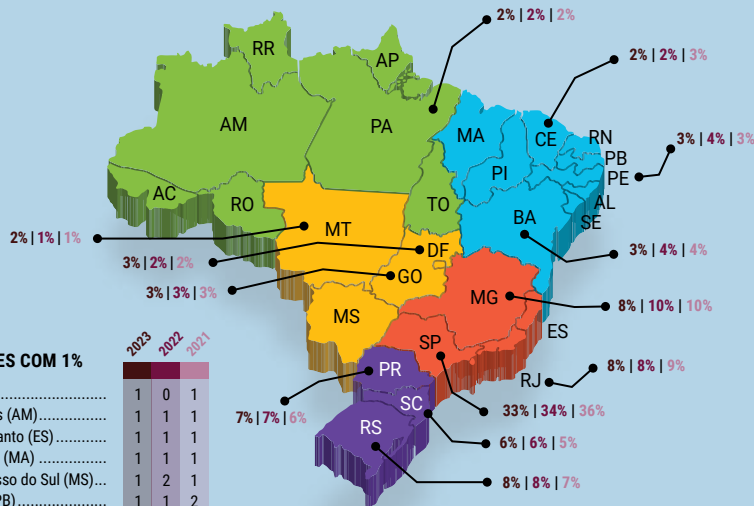 2% | 2% | 2%
RR
AP
2% | 2% | 3%
AM
PA
MA
CE
RN
3% | 4% | 3%
PB
PI
PE
AC
RO
TO
AL
BA
SE
MT
2% | 1% | 1%
DF
3% | 2% | 2%
3% | 4% | 4%
GO
3% | 3% | 3%
MG
8% | 10% | 10%
MS
ES
SP
2023 2022 2021
ES COM 1%
PR
8% | 8% | 9%
RJ
1 0 1
SC
7% | 7% | 6%
33% | 34% | 36%
s (AM) 1 1 1
RS
anto (ES) 1 1 1
6% | 6% | 5%
(MA) 1 1 1
sso do Sul (MS)... 1 2 1
8% | 8% | 7%
PB) 1 1 2